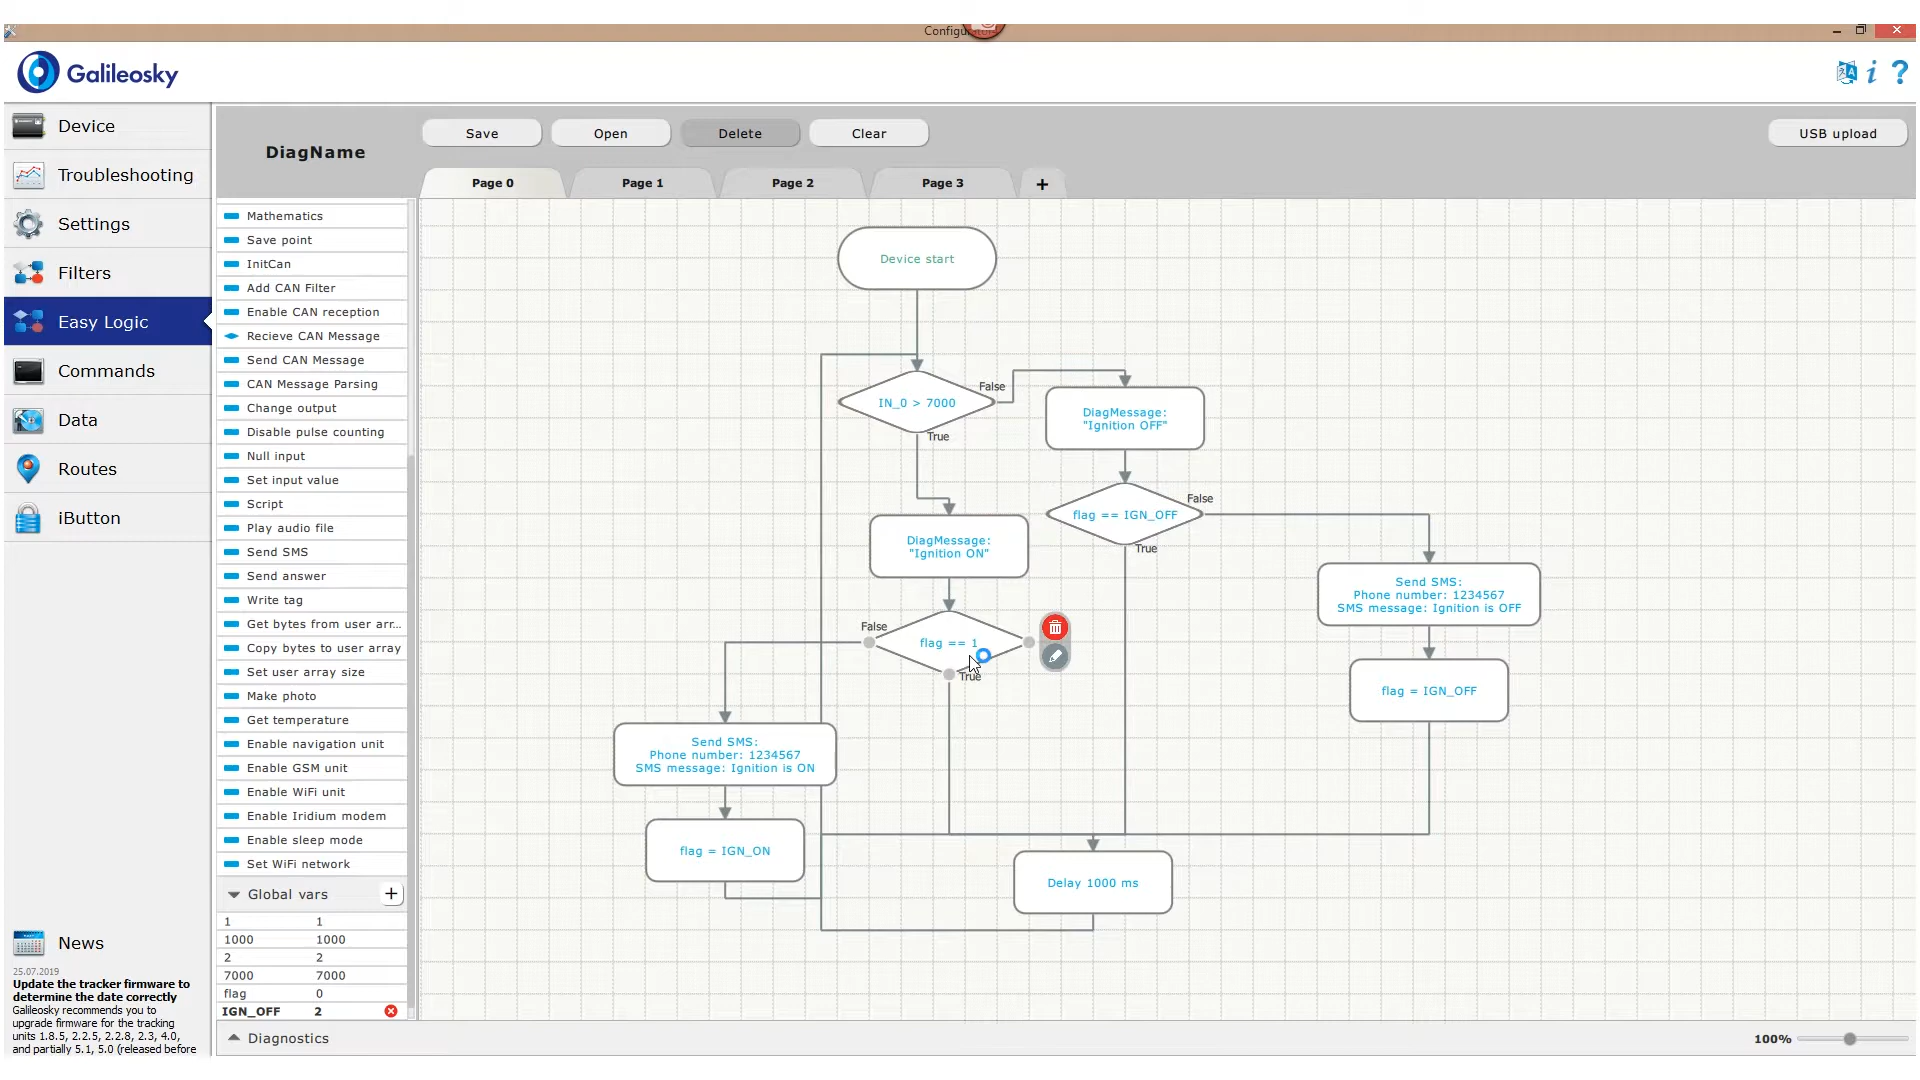 Configu
Galileosky
Device
Troubleshooting
Settings
Filters
Easy Logic
Commands
Data
Routes
iButton
News
25.07.2019
Update the tracker firmware to
determine the date correctly
Galileosky recommends you to
upgrade firmware for the tracking
units 1.8.5, 2.2.5, 2.2.8, 2.3, 4.0,
and partially 5.1, 5.0 (released before
DiagName
Save
Open
Delete
Clear
USB upload
Page 0
Page 1
Page 2
Page 3
+
Mathematics
Save point
InitCan
Add CAN Filter
Enable CAN reception
Recieve CAN Message
Send CAN Message
CAN Message Parsing
Change output
Disable pulse counting
Null input
Set input value
Script
Play audio file
Send SMS
Send answer
Write tag
Get bytes from user arr...
Copy bytes to user array
Set user array size
Make photo
Get temperature
Enable navigation unit
Enable GSM unit
Enable WiFi unit
Enable Iridium modem
Enable sleep mode
Set WiFi network
Global vars +
1 1
1000 1000
2 2
7000 7000
flag 0
IGN_OFF 2
Diagnostics
100%
Device start
IN_0 > 7000
False
True
DiagMessage:
"Ignition OFF"
flag == IGN_OFF
False
True
DiagMessage:
"Ignition ON"
flag == 1
False
True
Send SMS:
Phone number: 1234567
SMS message: Ignition is OFF
flag = IGN_OFF
Send SMS:
Phone number: 1234567
SMS message: Ignition is ON
flag = IGN_ON
Delay 1000 ms